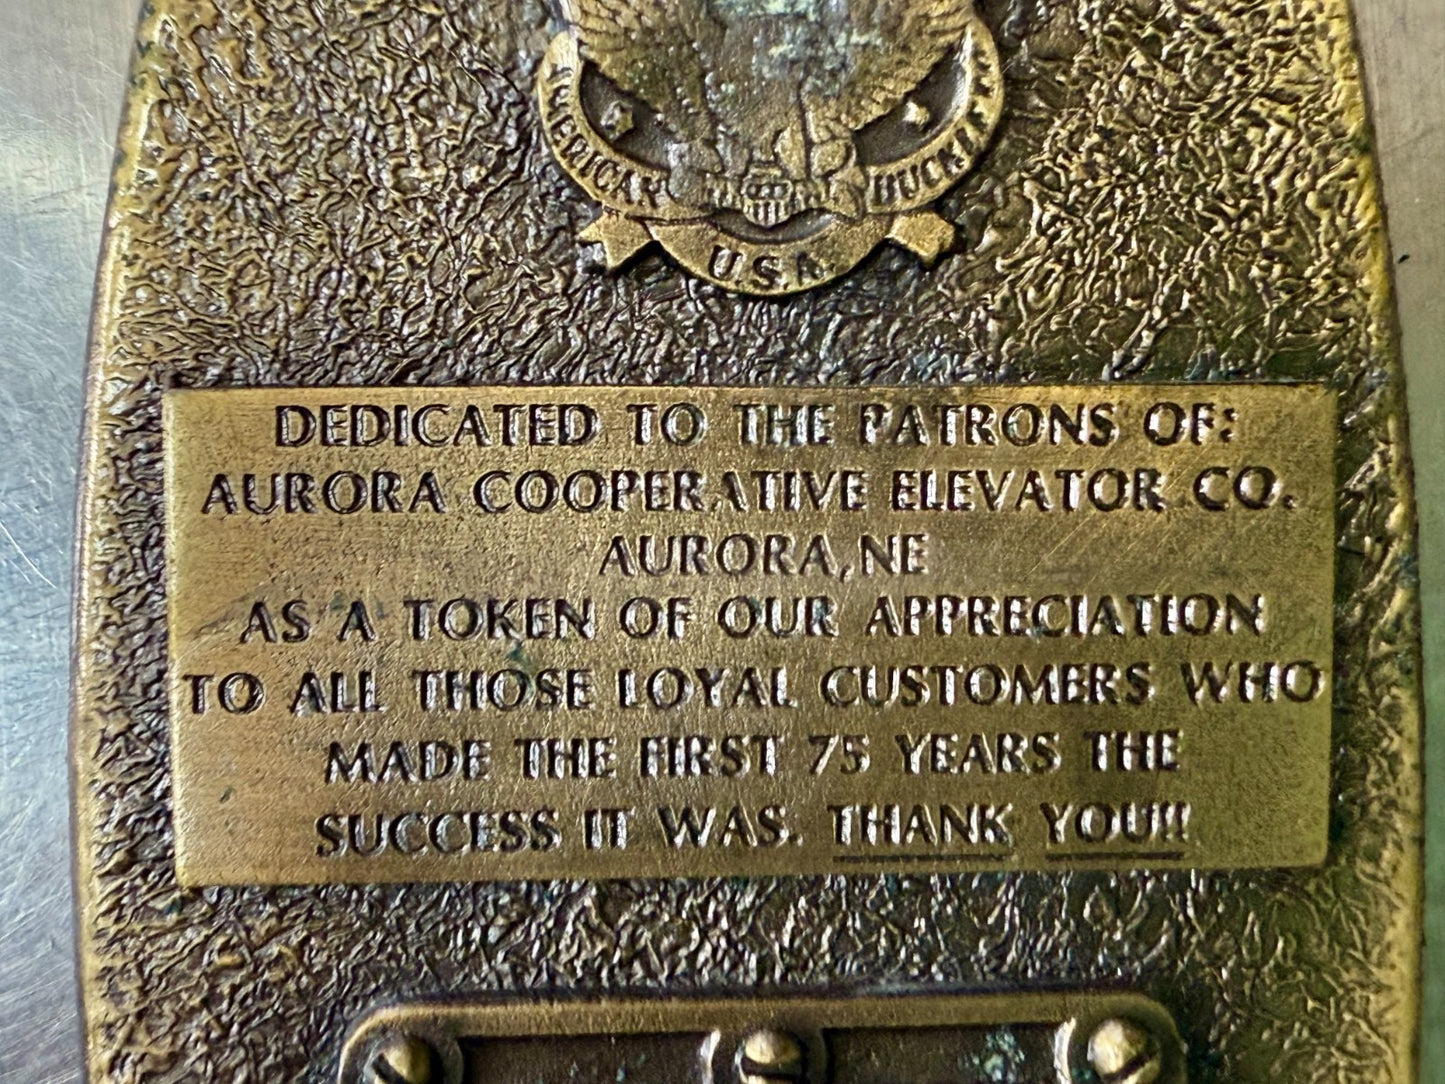 AMERICAN BUCKLE
U.S.A.
DEDICATED TO THE PATRONS OF:
AURORA COOPERATIVE ELEVATOR CO.
AURORA, NE
AS A TOKEN OF OUR APPRECIATION
TO ALL THOSE LOYAL CUSTOMERS WHO
MADE THE FIRST 75 YEARS THE
SUCCESS IT WAS. THANK YOU!!